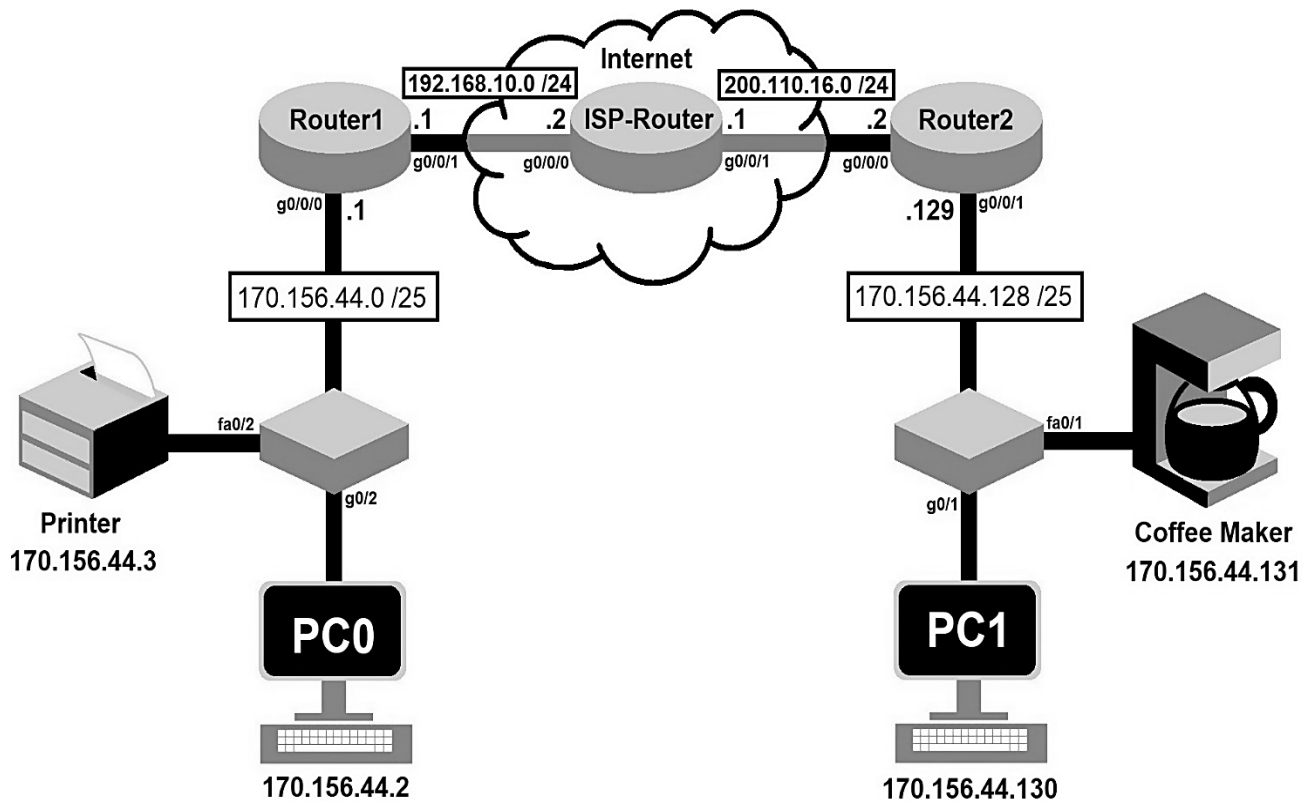 Internet
192.168.10.0 /24
200.110.16.0 /24
Router1
.1
.2
ISP-Router
.1
.2
Router2
g0/0/1
g0/0/0
g0/0/1
g0/0/0
g0/0/0
.1
.129
g0/0/1
170.156.44.0 /25
170.156.44.128 /25
fa0/2
fa0/1
g0/2
g0/1
Printer
170.156.44.3
Coffee Maker
170.156.44.131
PC0
PC1
170.156.44.2
170.156.44.130